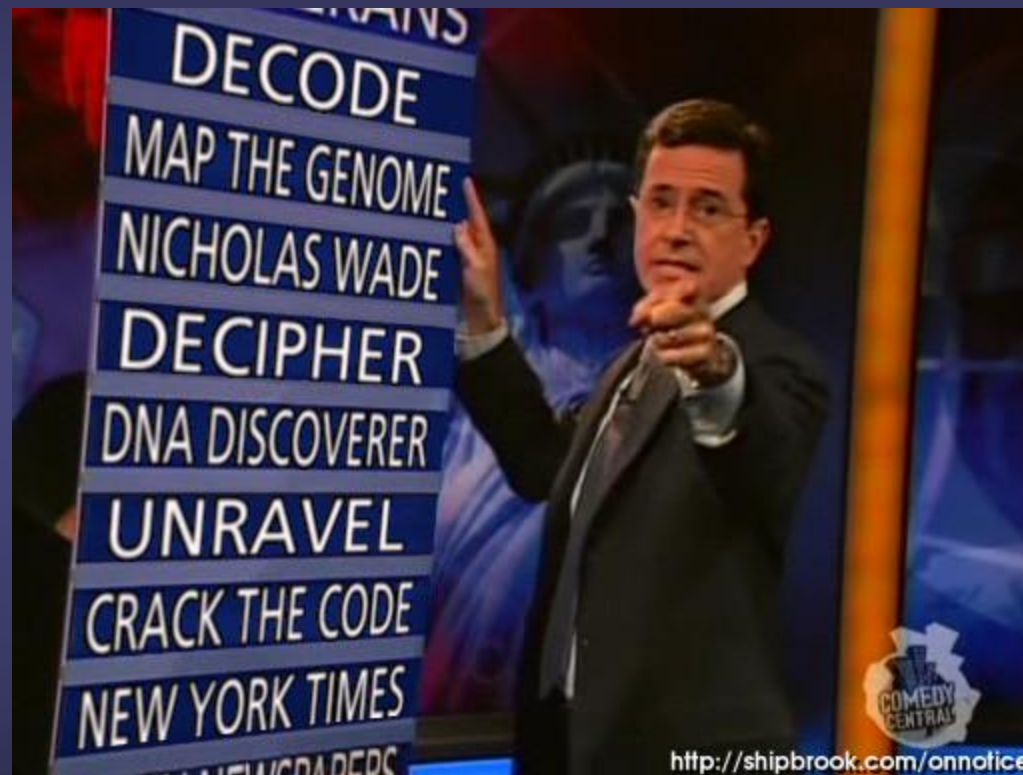 DECODE
MAP THE GENOME
NICHOLAS WADE
DECIPHER
DNA DISCOVERER
UNRAVEL
CRACK THE CODE
NEW YORK TIMES
NEWSPAPERS
COMEDY
CENTRAL
http://shipbrook.com/onnotice